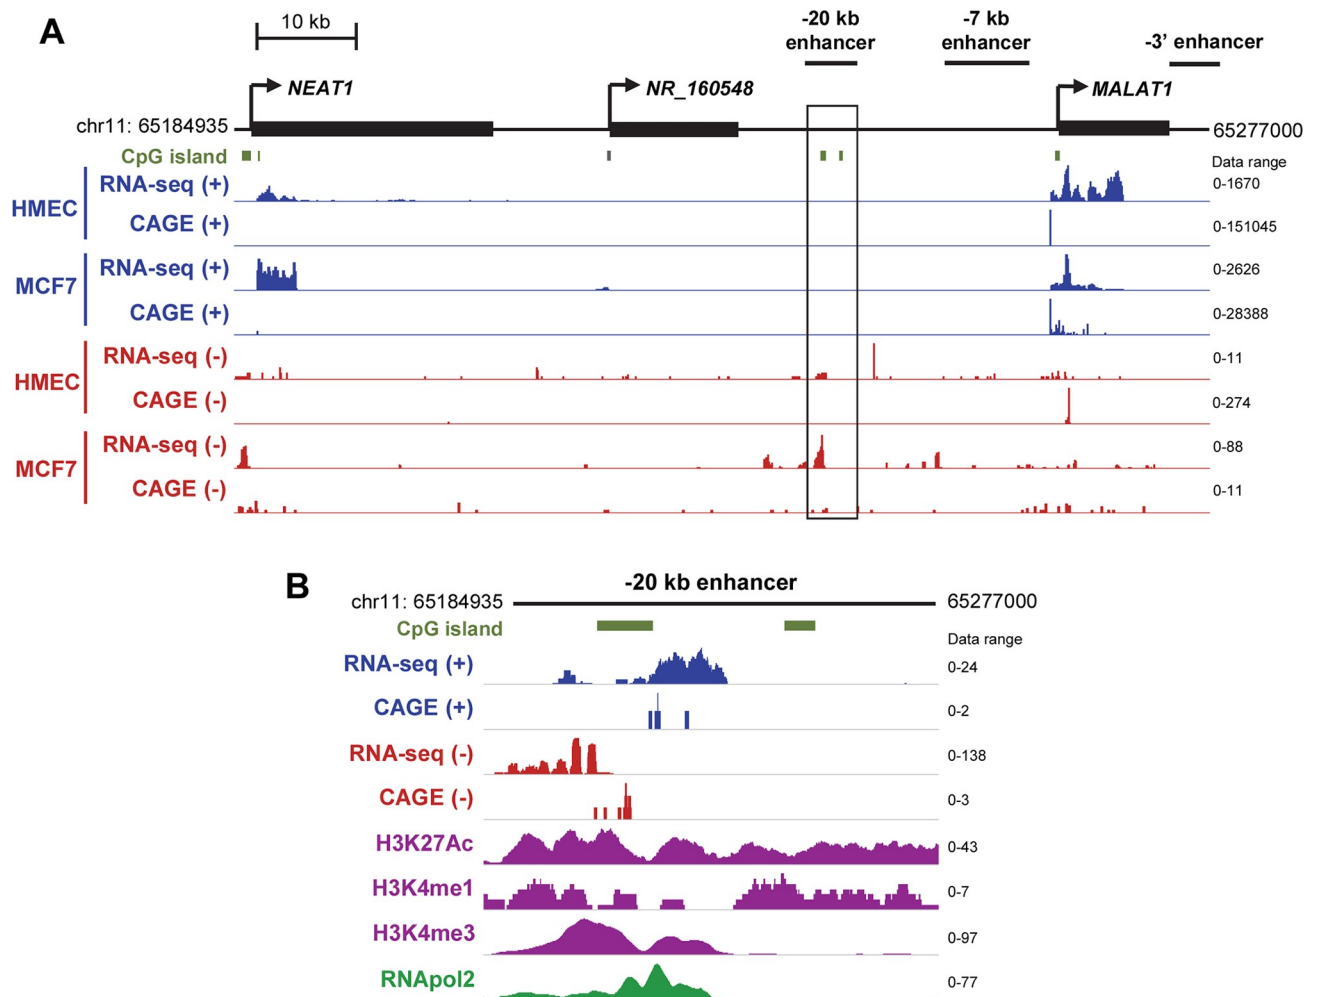 A
10 kb
-20 kb enhancer
-7 kb enhancer
-3’ enhancer
NEAT1
NR_160548
MALAT1
chr11: 65184935
65277000
CpG island
Data range
HMEC
RNA-seq (+)
0-1670
CAGE (+)
0-151045
MCF7
RNA-seq (+)
0-2626
CAGE (+)
0-28388
HMEC
RNA-seq (-)
0-11
CAGE (-)
0-274
MCF7
RNA-seq (-)
0-88
CAGE (-)
0-11
B
-20 kb enhancer
chr11: 65184935
65277000
CpG island
Data range
RNA-seq (+)
0-24
CAGE (+)
0-2
RNA-seq (-)
0-138
CAGE (-)
0-3
H3K27Ac
0-43
H3K4me1
0-7
H3K4me3
0-97
RNApol2
0-77